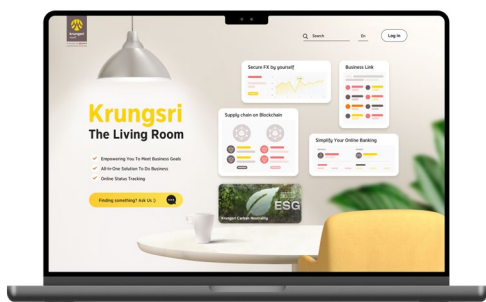 krungsri
Search
En
Log in
Secure FX by yourself
Business Link
Krungsri
The Living Room
Supply chain on Blockchain
Simplify Your Online Banking
Empowering You To Meet Business Goals
All-In-One Solution To Do Business
Online Status Tracking
Finding something? Ask Us :)
ESG
Krungsri Carbon Neutrality